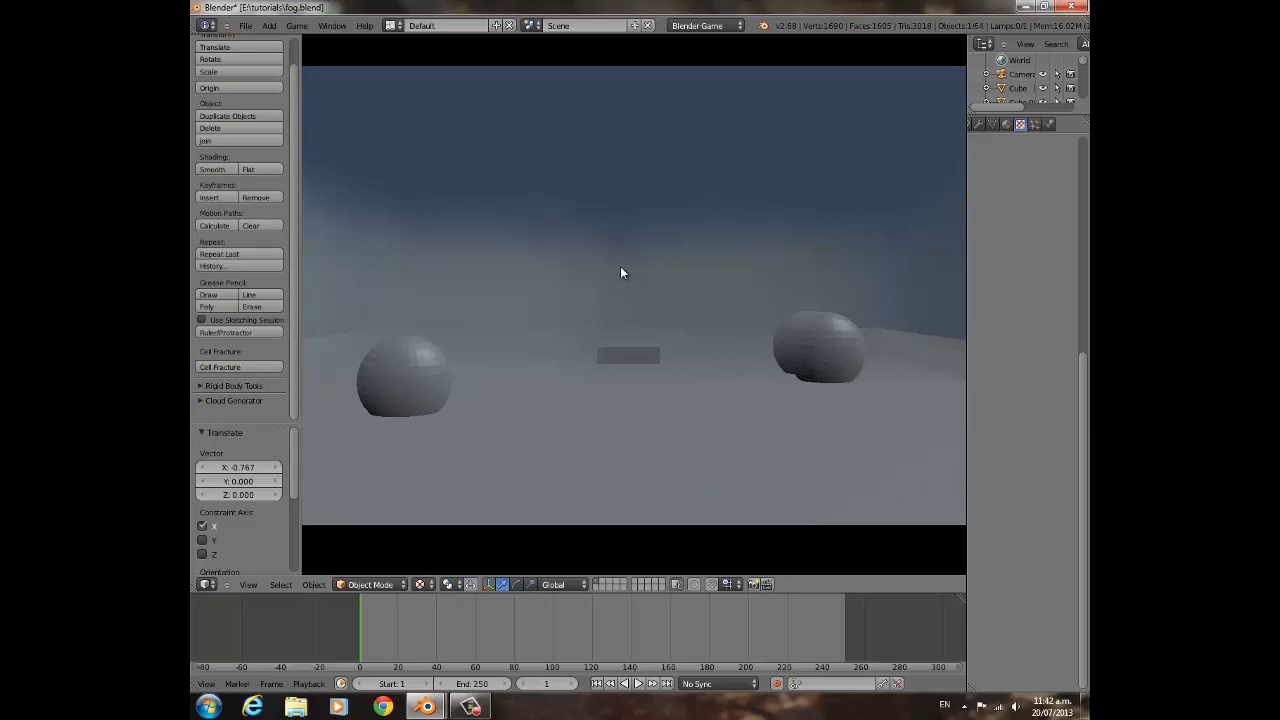 Blender* [E:\tutorials\fog.blend]
File Add Game Window Help Default Scene Blender Game v2.68 | Verts:1690 | Faces:1605 | Tris:3018 | Objects:1/64 | Lamps:0/1 | Mem:16.02M
View Search
Translate
Rotate
Scale
Origin
Object:
Duplicate Objects
Delete
Join
Shading:
Smooth Flat
Keyframes:
Insert Remove
Motion Paths:
Calculate Clear
Repeat:
Repeat Last
History...
Grease Pencil:
Draw Line
Poly Erase
Use Sketching Session
Ruler/Protractor
Cell Fracture:
Cell Fracture
Rigid Body Tools
Cloud Generator
Translate
Vector
X: -0.767
Y: 0.000
Z: 0.000
Constraint Axis
X
Y
Z
Orientation
World
Camera
Cube
View Select Object Object Mode Global
-80 -60 -40 -20 0 20 40 60 80 100 120 140 160 180 200 220 240 260 280 300
View Marker Frame Playback Start: 1 End: 250 1 No Sync
EN 11:42 a.m.
20/07/2013